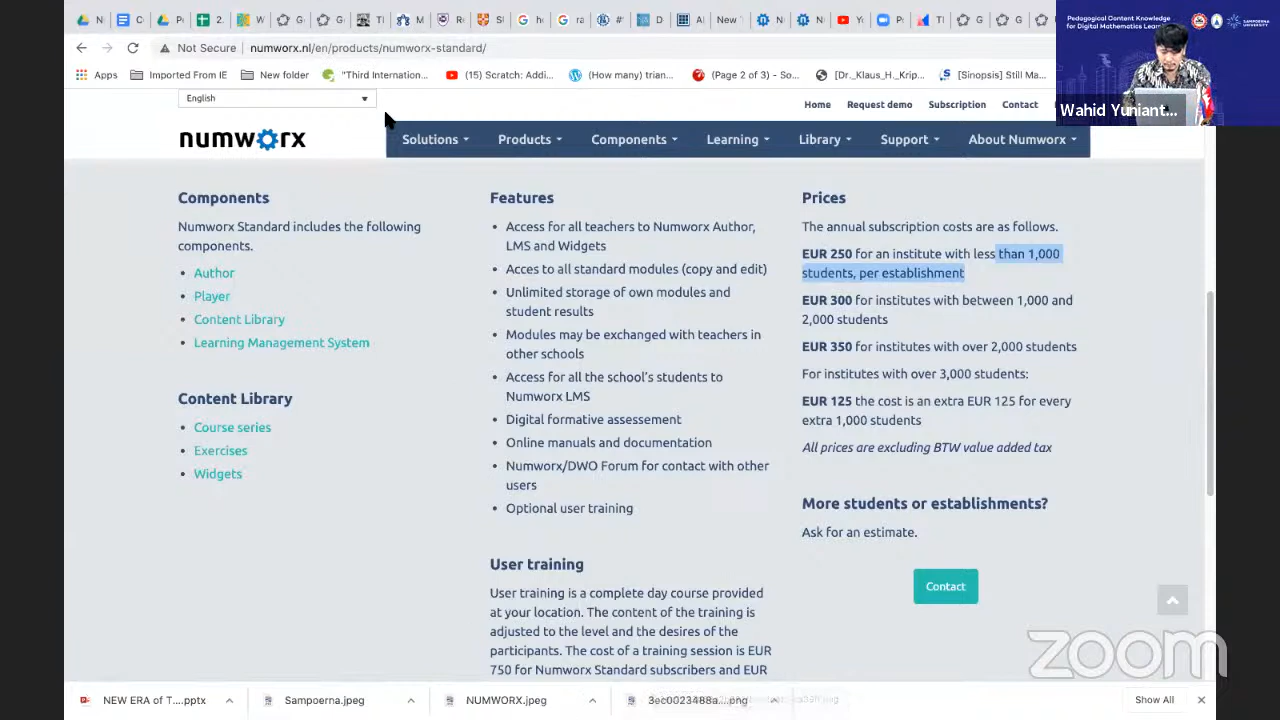 Not Secure
numworx.nl/en/products/numworx-standard/
Apps
Imported From IE
New folder
"Third Internation...
(15) Scratch: Addi...
(How many) trian...
(Page 2 of 3) - So...
[Dr._Klaus_H._Krip...
[Sinopsis] Still Ma...
Pedagogical Content Knowledge
for Digital Mathematics Lear
SAMPOERNA
UNIVERSITY
Wahid Yuniant...
English
Home
Request demo
Subscription
Contact
numworx
Solutions
Products
Components
Learning
Library
Support
About Numworx
Components
Numworx Standard includes the following
components.
• Author
• Player
• Content Library
• Learning Management System
Content Library
• Course series
• Exercises
• Widgets
Features
• Access for all teachers to Numworx Author,
LMS and Widgets
• Acces to all standard modules (copy and edit)
• Unlimited storage of own modules and
student results
• Modules may be exchanged with teachers in
other schools
• Access for all the school's students to
Numworx LMS
• Digital formative assessement
• Online manuals and documentation
• Numworx/DWO Forum for contact with other
users
• Optional user training
User training
User training is a complete day course provided
at your location. The content of the training is
adjusted to the level and the desires of the
participants. The cost of a training session is EUR
750 for Numworx Standard subscribers and EUR
Prices
The annual subscription costs are as follows.
EUR 250 for an institute with less than 1,000
students, per establishment
EUR 300 for institutes with between 1,000 and
2,000 students
EUR 350 for institutes with over 2,000 students
For institutes with over 3,000 students:
EUR 125 the cost is an extra EUR 125 for every
extra 1,000 students
All prices are excluding BTW value added tax
More students or establishments?
Ask for an estimate.
Contact
zoom
NEW ERA of T....pptx
Sampoerna.jpeg
NUMWORX.jpeg
3ec0023488a....png
Show All